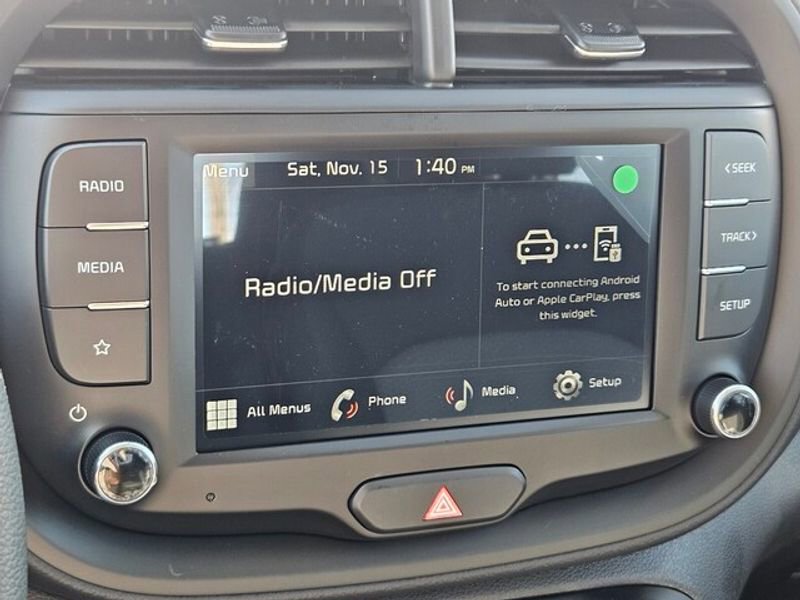 RADIO
MEDIA
Menu
Sat, Nov. 15
1:40 PM
Radio/Media Off
To start connecting Android
Auto or Apple CarPlay, press
this widget.
All Menus
Phone
Media
Setup
< SEEK
TRACK >
SETUP